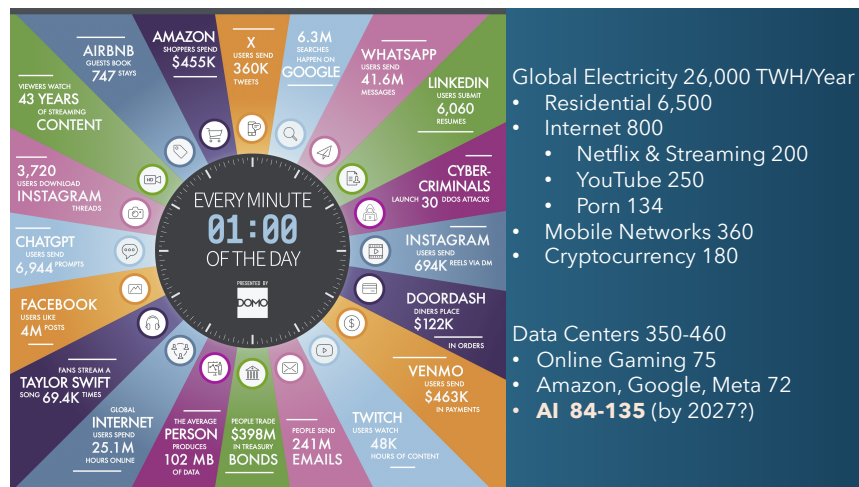 AIRBNB
GUESTS BOOK
747 STAYS
AMAZON
SHOPPERS SPEND
$455K
X
USERS SEND
360K
TWEETS
6.3M
SEARCHES
HAPPEN ON
GOOGLE
WHATSAPP
USERS SEND
41.6M
MESSAGES
LINKEDIN
USERS SUBMIT
6,060
RESUMES
CYBER-
CRIMINALS
LAUNCH 30 DDOS ATTACKS
INSTAGRAM
USERS SEND
694K REELS VIA DM
DOORDASH
DINERS PLACE
$122K
IN ORDERS
VENMO
USERS SEND
$463K
IN PAYMENTS
TWITCH
USERS WATCH
48K
HOURS OF CONTENT
PEOPLE SEND
241M
EMAILS
PEOPLE TRADE
$398M
IN TREASURY
BONDS
THE AVERAGE
PERSON
PRODUCES
102 MB
OF DATA
GLOBAL
INTERNET
USERS SPEND
25.1M
HOURS ONLINE
FANS STREAM A
TAYLOR SWIFT
SONG 69.4K TIMES
FACEBOOK
USERS LIKE
4M POSTS
CHATGPT
USERS SEND
6,944 PROMPTS
3,720
USERS DOWNLOAD
INSTAGRAM
THREADS
VIEWERS WATCH
43 YEARS
OF STREAMING
CONTENT
HD
EVERY MINUTE
01:00
OF THE DAY
PRESENTED BY
DOMO
Global Electricity 26,000 TWH/Year
• Residential 6,500
• Internet 800
• Netflix & Streaming 200
• YouTube 250
• Porn 134
• Mobile Networks 360
• Cryptocurrency 180
Data Centers 350-460
• Online Gaming 75
• Amazon, Google, Meta 72
• AI 84-135 (by 2027?)